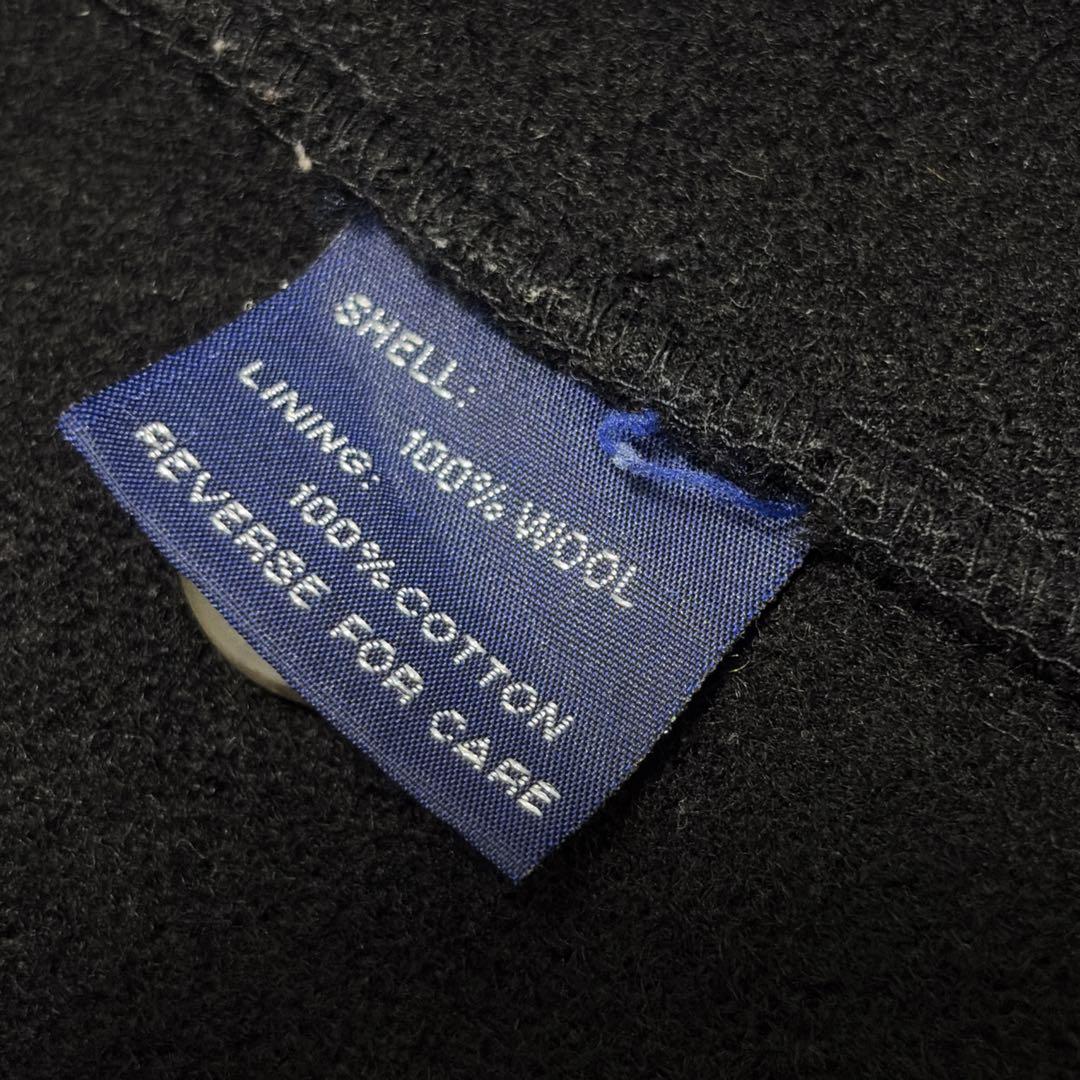 SHELL:
100% WOOL
LINING:
100% COTTON
REVERSE FOR CARE